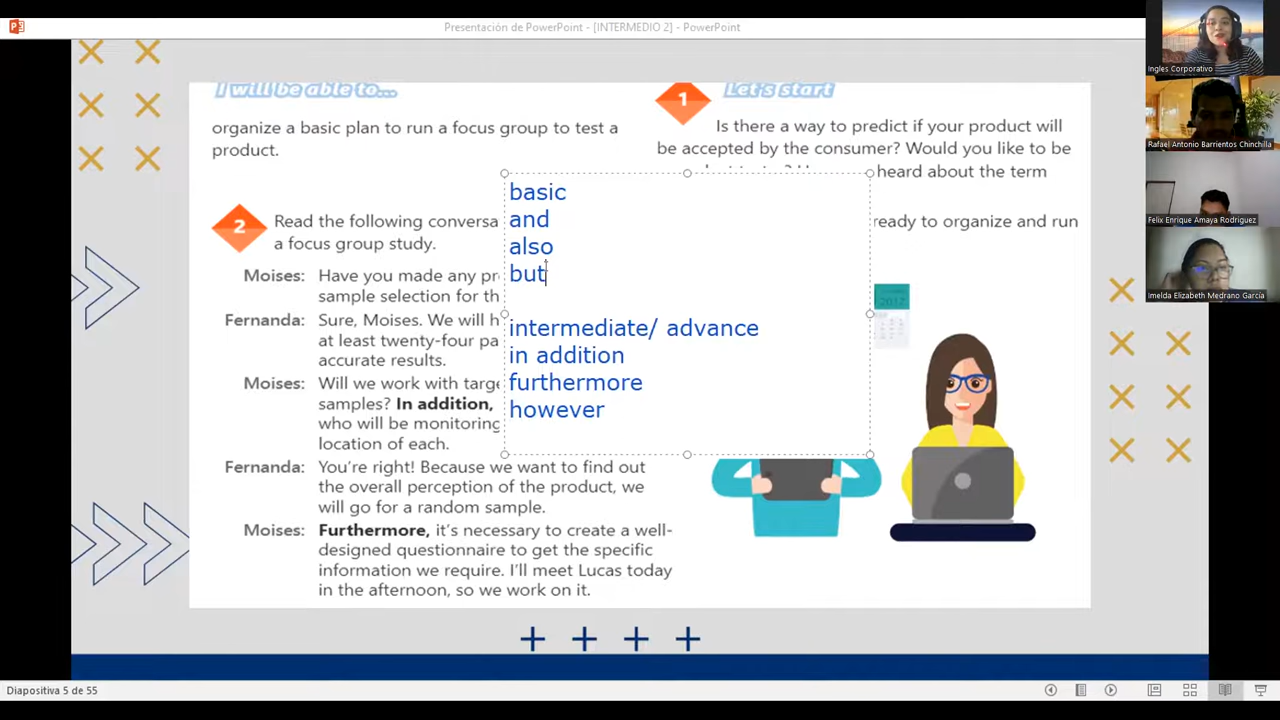 Presentación de PowerPoint - [INTERMEDIO 2] - PowerPoint
I will be able to...
organize a basic plan to run a focus group to test a
product.
1 Let's start
Is there a way to predict if your product will
be accepted by the consumer? Would you like to be
heard about the term
2 Read the following conversa
ready to organize and run
a focus group study.
Moises: Have you made any pr
sample selection for th
Fernanda: Sure, Moises. We will h
at least twenty-four pa
accurate results.
Moises: Will we work with targe
samples? In addition,
who will be monitoring
location of each.
Fernanda: You're right! Because we want to find out
the overall perception of the product, we
will go for a random sample.
Moises: Furthermore, it's necessary to create a well-
designed questionnaire to get the specific
information we require. I'll meet Lucas today
in the afternoon, so we work on it.
basic
and
also
but
intermediate/ advance
in addition
furthermore
however
2017
Ingles Corporativo
Rafael Antonio Barrientos Chinchilla
Felix Enrique Amaya Rodriguez
Imelda Elizabeth Medrano García
Diapositiva 5 de 55